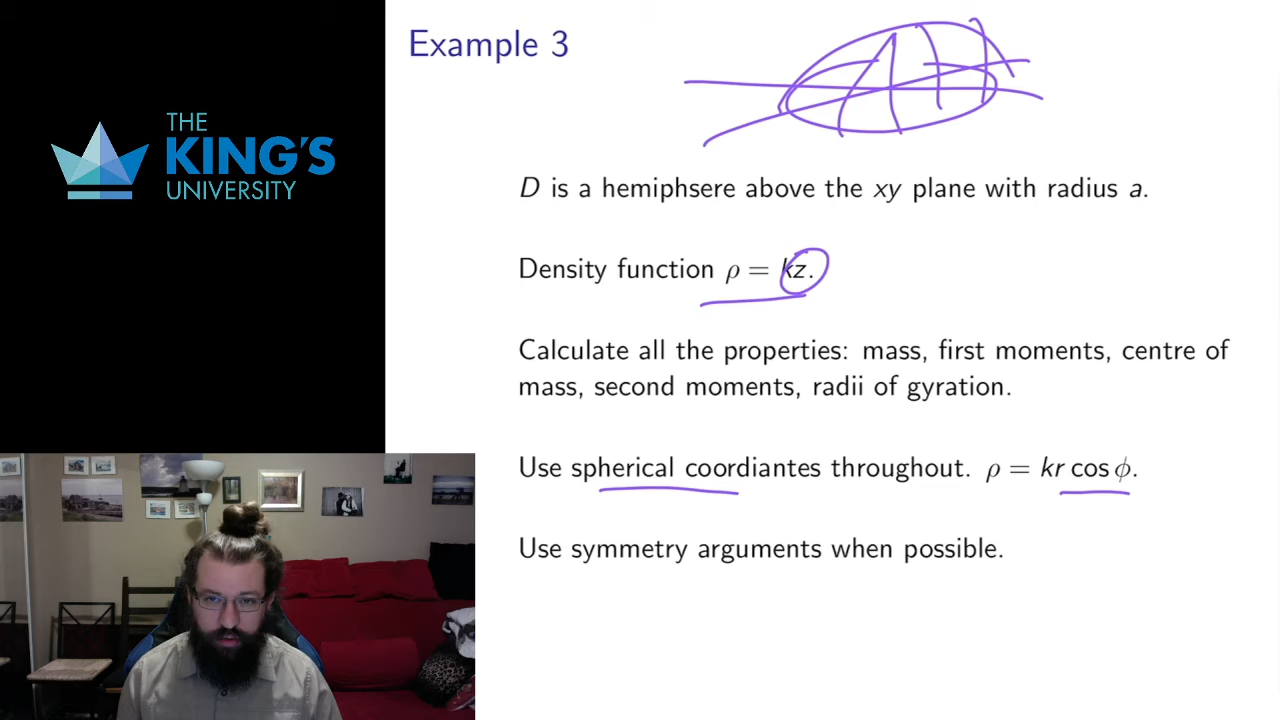 THE
KING'S
UNIVERSITY
Example 3
D is a hemiphsere above the xy plane with radius a.
Density function ρ = kz.
Calculate all the properties: mass, first moments, centre of
mass, second moments, radii of gyration.
Use spherical coordiantes throughout. ρ = kr cos ϕ.
Use symmetry arguments when possible.